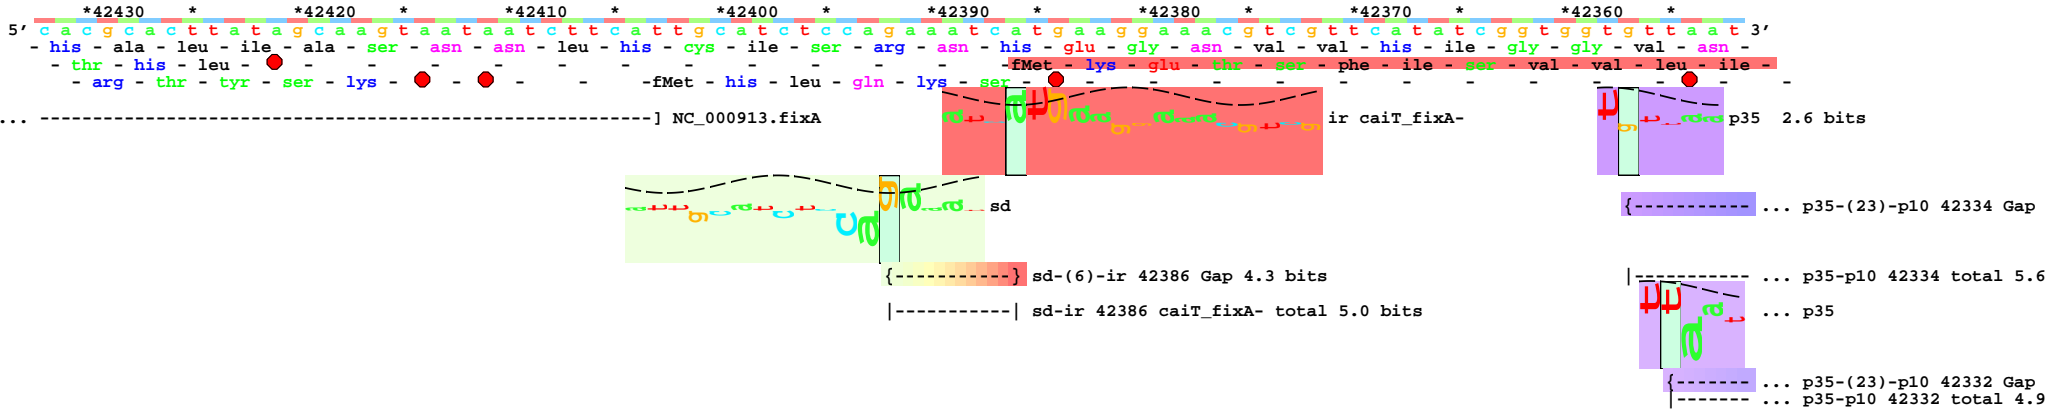 *42430 * *42420 * *42410 * *42400 * *42390 * *42380 * *42370 * *42360 *
5' c a c g c a c t t a t a g c a a g t a a t a a t c t t c a t t g c a t c t c c a g a a a t c a t g a a g g a a a c g t c g t t c a t a t c g g t g g t g t t a a t 3'
- his - ala - leu - ile - ala - ser - asn - asn - leu - his - cys - ile - ser - arg - asn - his - glu - gly - asn - val - val - his - ile - gly - gly - val - asn -
- thr - his - leu - - - - - - - - - - - - -fMet - lys - glu - thr - ser - phe - ile - ser - val - val - leu - ile -
- arg - thr - tyr - ser - lys - - - - -fMet - his - leu - gln - lys - ser - - - - - - - - - - - - -
... -----------------------------] NC_000913.fixA
a t g ir caiT_fixA-
t g p35 2.6 bits
c a g a sd
{----------- ... p35-(23)-p10 42334 Gap
{----------} sd-(6)-ir 42386 Gap 4.3 bits
|----------- ... p35-p10 42334 total 5.6
|-----------| sd-ir 42386 caiT_fixA- total 5.0 bits
t t a a t ... p35
{------- ... p35-(23)-p10 42332 Gap
|------- ... p35-p10 42332 total 4.9